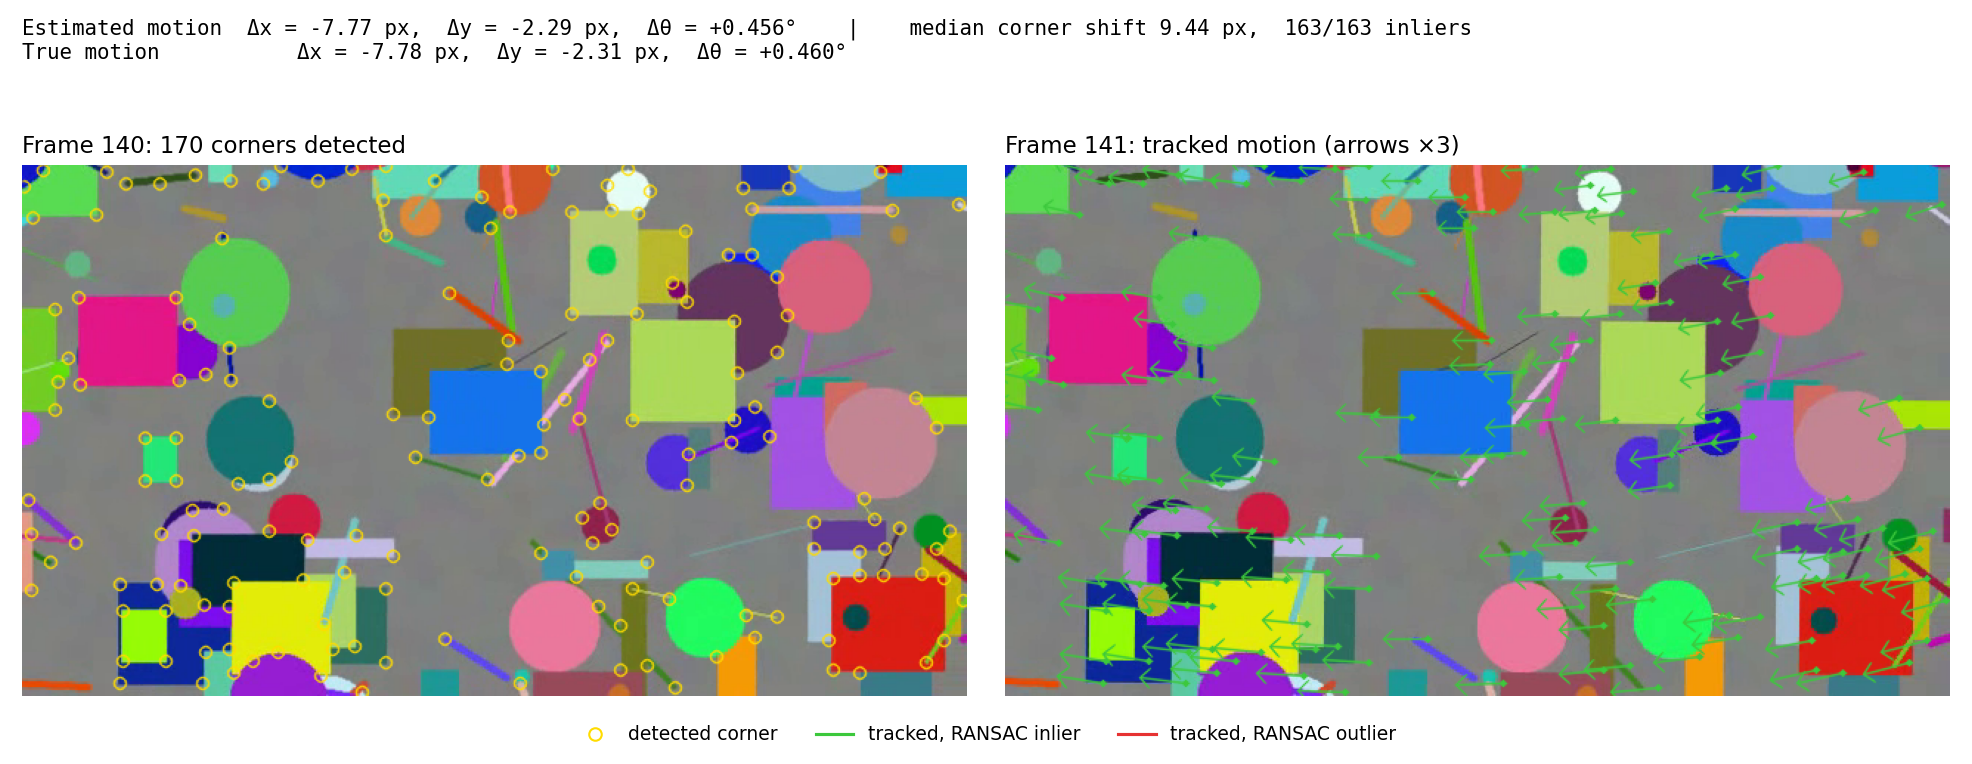 Estimated motion  Δx = -7.77 px,  Δy = -2.29 px,  Δθ = +0.456°    |    median corner shift 9.44 px,  163/163 inliers
True motion           Δx = -7.78 px,  Δy = -2.31 px,  Δθ = +0.460°
Frame 140: 170 corners detected
Frame 141: tracked motion (arrows ×3)
detected corner
tracked, RANSAC inlier
tracked, RANSAC outlier